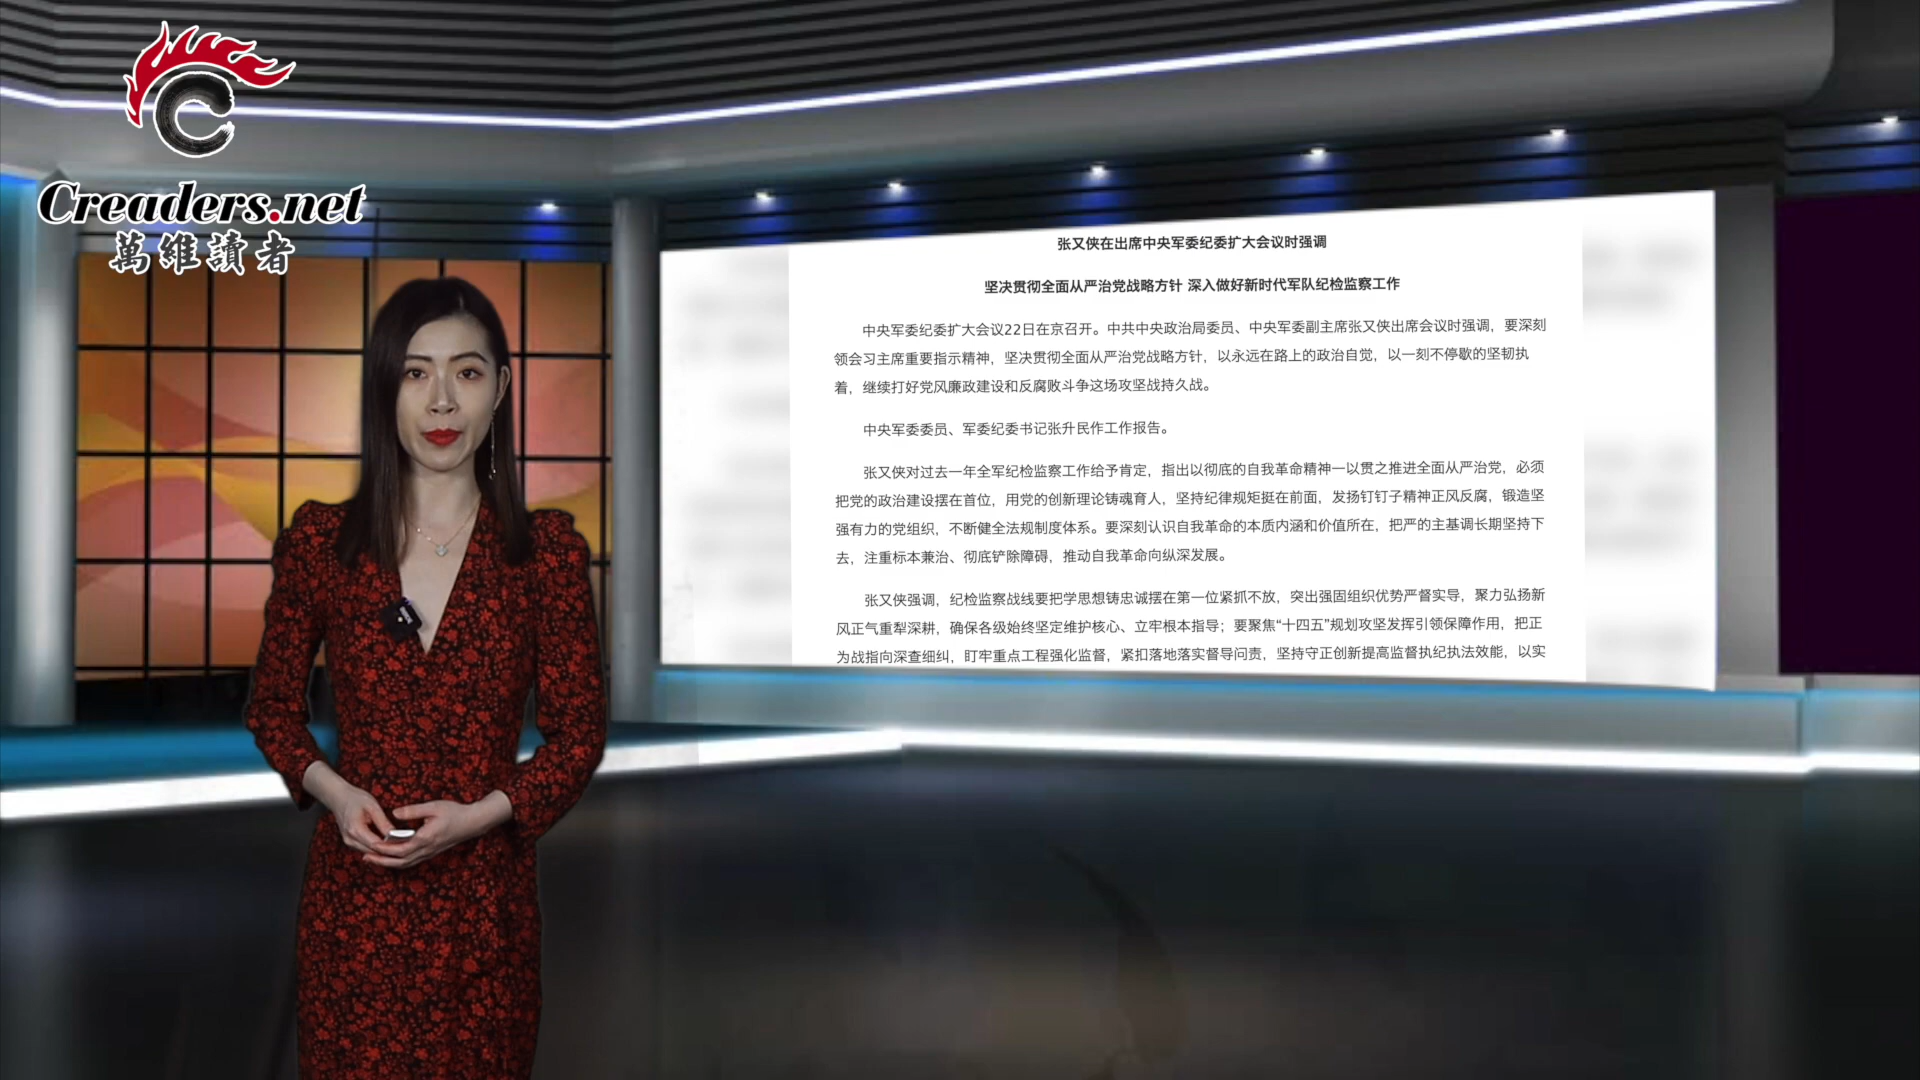 Creaders.net
萬維讀者
张又侠在出席中央军委纪委扩大会议时强调
坚决贯彻全面从严治党战略方针 深入做好新时代军队纪检监察工作
中央军委纪委扩大会议22日在京召开。中共中央政治局委员、中央军委副主席张又侠出席会议时强调，要深刻
领会习主席重要指示精神，坚决贯彻全面从严治党战略方针，以永远在路上的政治自觉，以一刻不停歇的坚韧执
着，继续打好党风廉政建设和反腐败斗争这场攻坚战持久战。
中央军委委员、军委纪委书记张升民作工作报告。
张又侠对过去一年全军纪检监察工作给予肯定，指出以彻底的自我革命精神一以贯之推进全面从严治党，必须
把党的政治建设摆在首位，用党的创新理论铸魂育人，坚持纪律规矩挺在前面，发扬钉钉子精神正风反腐，锻造坚
强有力的党组织，不断健全法规制度体系。要深刻认识自我革命的本质内涵和价值所在，把严的主基调长期坚持下
去，注重标本兼治、彻底铲除障碍，推动自我革命向纵深发展。
张又侠强调，纪检监察战线要把学思想铸忠诚摆在第一位紧抓不放，突出强固组织优势严督实导，聚力弘扬新
风正气重犁深耕，确保各级始终坚定维护核心、立牢根本指导；要聚焦“十四五”规划攻坚发挥引领保障作用，把正
为战指向深查细纠，盯牢重点工程强化监督，紧扣落地落实督导问责，坚持守正创新提高监督执纪执法效能，以实